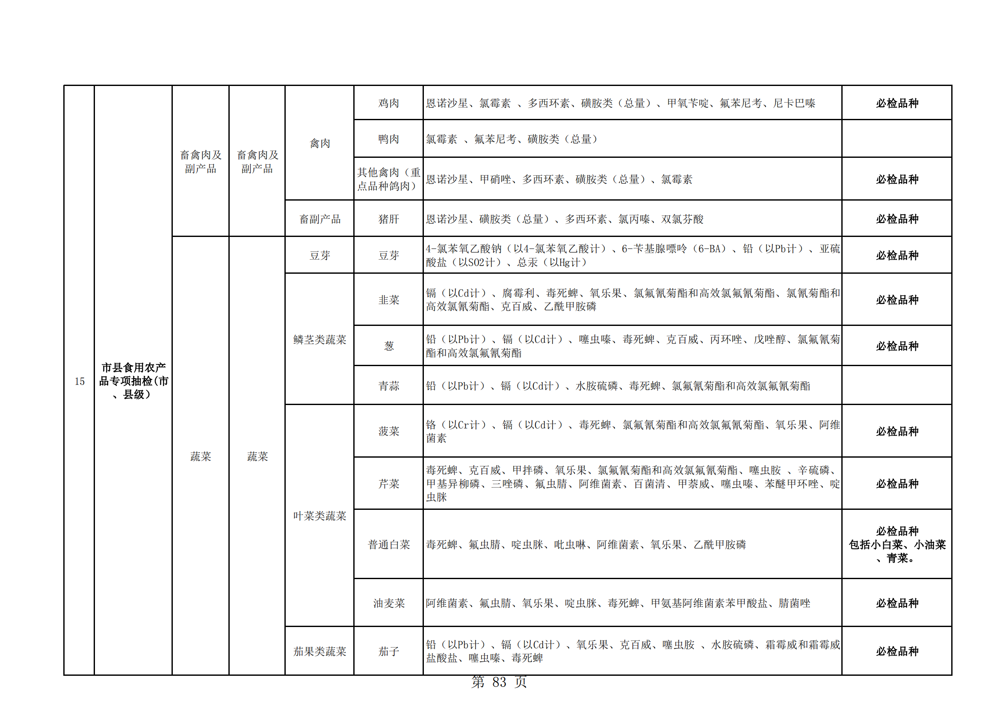 15
市县食用农产
品专项抽检(市
、县级）
畜禽肉及
副产品
畜禽肉及
副产品
禽肉
鸡肉
恩诺沙星、氯霉素 、多西环素、磺胺类（总量）、甲氧苄啶、氟苯尼考、尼卡巴嗪
必检品种
鸭肉
氯霉素 、氟苯尼考、磺胺类（总量）
其他禽肉（重
点品种鸽肉）
恩诺沙星、甲硝唑、多西环素、磺胺类（总量）、氯霉素
必检品种
畜副产品
猪肝
恩诺沙星、磺胺类（总量）、多西环素、氯丙嗪、双氯芬酸
必检品种
蔬菜
蔬菜
豆芽
豆芽
4-氯苯氧乙酸钠（以4-氯苯氧乙酸计）、6-苄基腺嘌呤（6-BA）、铅（以Pb计）、亚硫
酸盐（以SO2计）、总汞（以Hg计）
必检品种
鳞茎类蔬菜
韭菜
镉（以Cd计）、腐霉利、毒死蜱、氧乐果、氯氟氰菊酯和高效氯氟氰菊酯、氯氰菊酯和
高效氯氰菊酯、克百威、乙酰甲胺磷
必检品种
葱
铅（以Pb计）、镉（以Cd计）、噻虫嗪、毒死蜱、克百威、丙环唑、戊唑醇、氯氟氰菊
酯和高效氯氟氰菊酯
必检品种
青蒜
铅（以Pb计）、镉（以Cd计）、水胺硫磷、毒死蜱、氯氟氰菊酯和高效氯氟氰菊酯
叶菜类蔬菜
菠菜
铬（以Cr计）、镉（以Cd计）、毒死蜱、氯氟氰菊酯和高效氯氟氰菊酯、氧乐果、阿维
菌素
必检品种
芹菜
毒死蜱、克百威、甲拌磷、氧乐果、氯氟氰菊酯和高效氯氟氰菊酯、噻虫胺 、辛硫磷、
甲基异柳磷、三唑磷、氟虫腈、阿维菌素、百菌清、甲萘威、噻虫嗪、苯醚甲环唑、啶
虫脒
必检品种
普通白菜
毒死蜱、氟虫腈、啶虫脒、吡虫啉、阿维菌素、氧乐果、乙酰甲胺磷
必检品种
包括小白菜、小油菜
、青菜。
油麦菜
阿维菌素、氟虫腈、氧乐果、啶虫脒、毒死蜱、甲氨基阿维菌素苯甲酸盐、腈菌唑
必检品种
茄果类蔬菜
茄子
铅（以Pb计）、镉（以Cd计）、氧乐果、克百威、噻虫胺 、水胺硫磷、霜霉威和霜霉威
盐酸盐、噻虫嗪、毒死蜱
必检品种
第 83 页